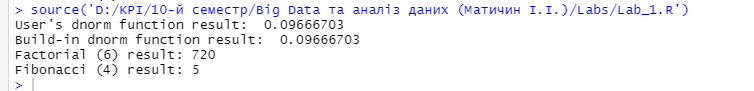 > source('D:/KPI/10-й семестр/Big Data та аналіз даних (Матичин І.І.)/Labs/Lab_1.R')
User's dnorm function result:  0.09666703
Build-in dnorm function result:  0.09666703
Factorial (6) result: 720
Fibonacci (4) result: 5
>